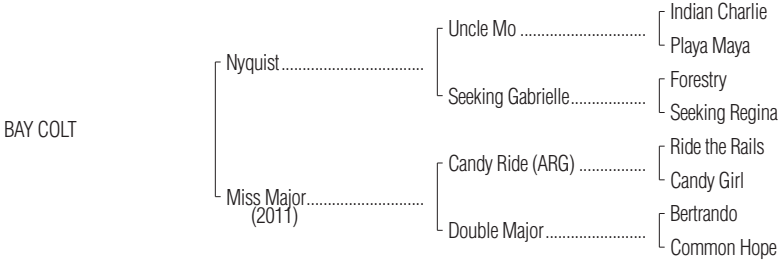 Indian Charlie
Uncle Mo ..............................
Playa Maya
Nyquist..................................
Forestry
Seeking Gabrielle..................
Seeking Regina
BAY COLT
Ride the Rails
Candy Ride (ARG) ................
Candy Girl
Miss Major............................
(2011)
Bertrando
Double Major........................
Common Hope